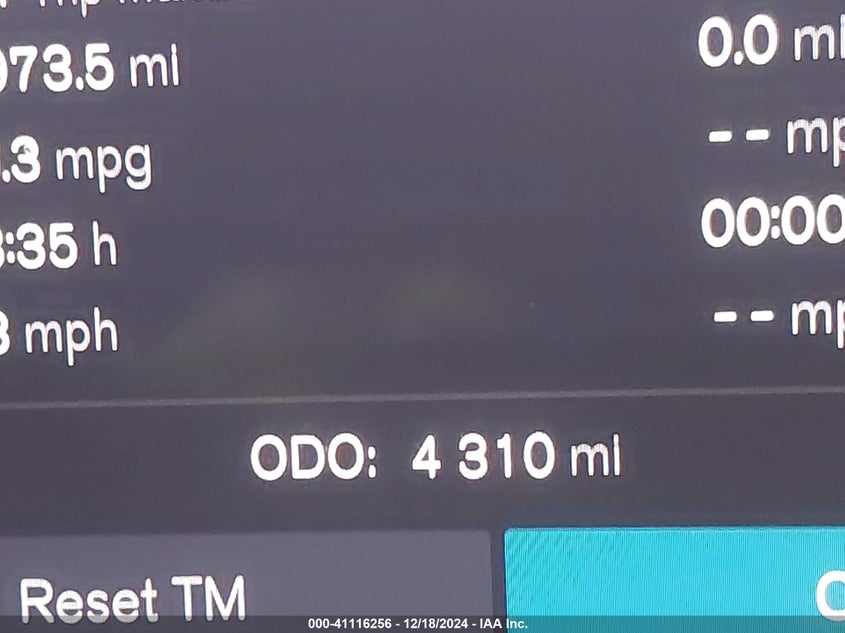 73.5 mi
0.0 mi
.3 mpg
-- mp
:35 h
00:00
mph
-- mp
ODO: 4 310 mi
Reset TM
000-41116256 - 12/18/2024 - IAA Inc.